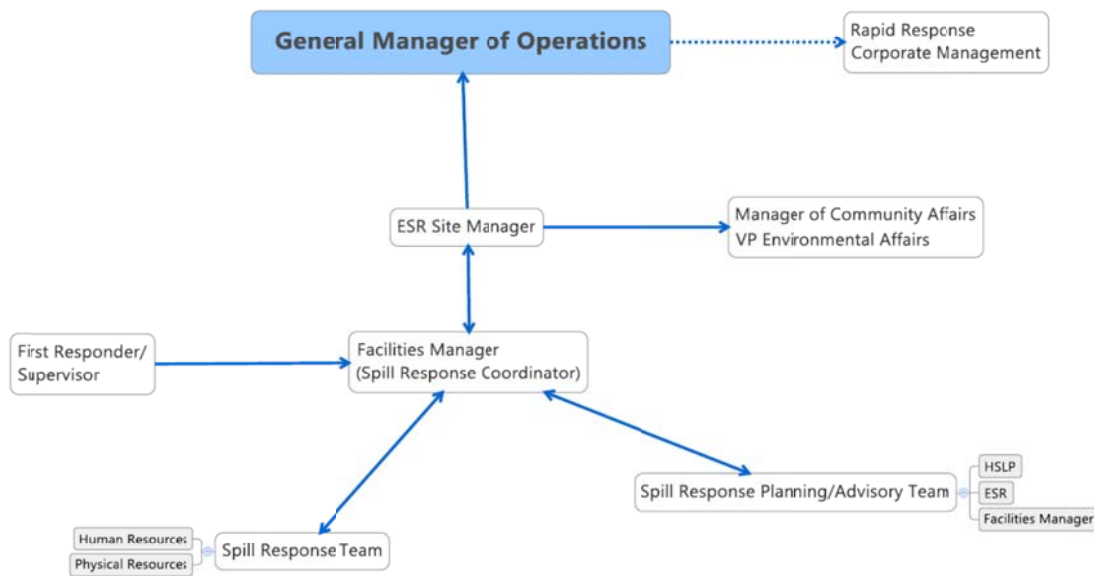 General Manager of Operations
Rapid Response
Corporate Management
ESR Site Manager
Manager of Community Affairs
VP Environmental Affairs
First Responder/
Supervisor
Facilities Manager
(Spill Response Coordinator)
Spill Response Planning/Advisory Team
HSLP
ESR
Facilities Manager
Human Resources
Physical Resources
Spill Response Team